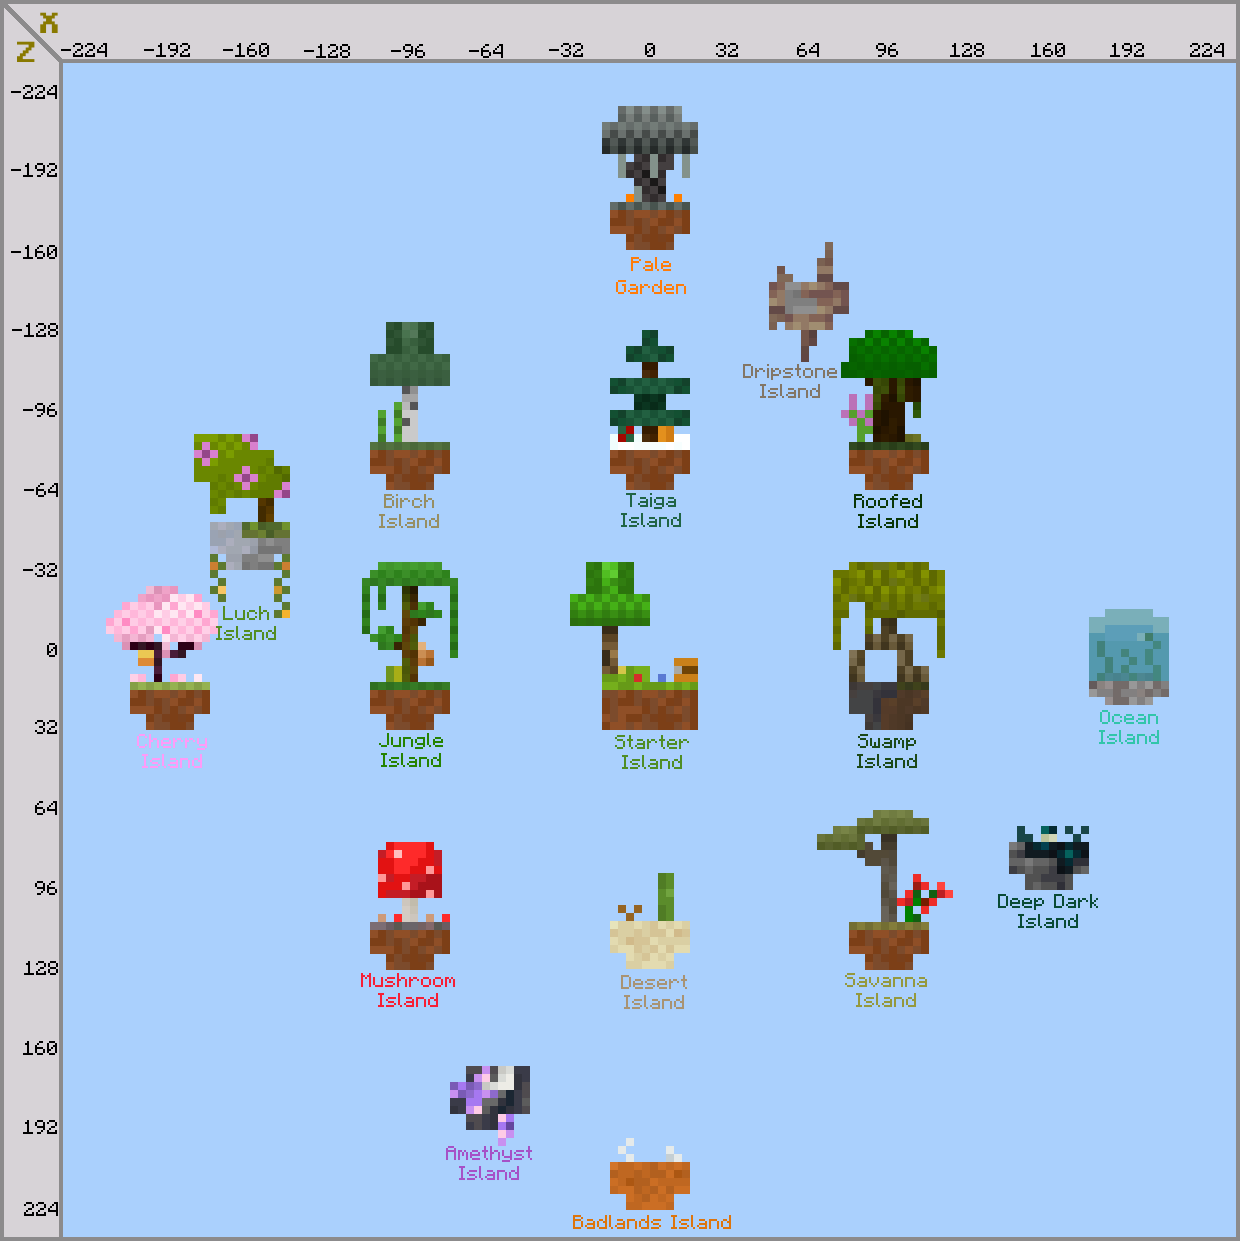 X
Z
-224 -192 -160 -128 -96 -64 -32 0 32 64 96 128 160 192 224
-224
-192
-160
-128
-96
-64
-32
0
32
64
96
128
160
192
224
Pale
Garden
Dripstone
Island
Birch
Island
Taiga
Island
Roofed
Island
Luch
Island
Cherry
Island
Jungle
Island
Starter
Island
Swamp
Island
Ocean
Island
Deep Dark
Island
Mushroom
Island
Desert
Island
Savanna
Island
Amethyst
Island
Badlands Island